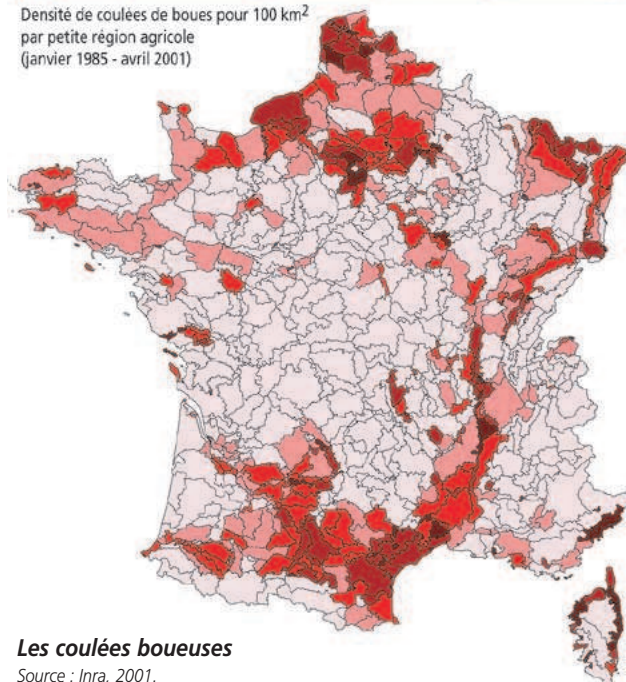 Densité de coulées de boues pour 100 km²
par petite région agricole
(janvier 1985 - avril 2001)
Les coulées boueuses
Source : Inra, 2001.